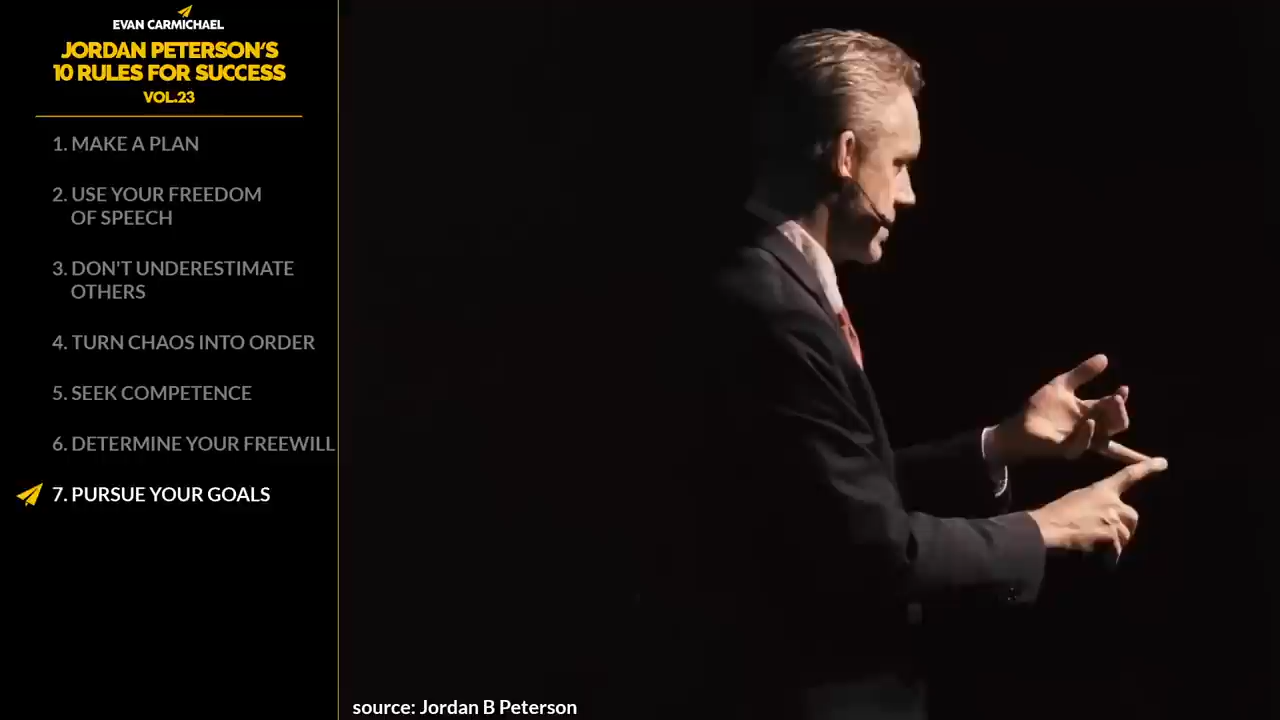 EVAN CARMICHAEL
JORDAN PETERSON'S
10 RULES FOR SUCCESS
VOL.23
1. MAKE A PLAN
2. USE YOUR FREEDOM
OF SPEECH
3. DON'T UNDERESTIMATE
OTHERS
4. TURN CHAOS INTO ORDER
5. SEEK COMPETENCE
6. DETERMINE YOUR FREEWILL
7. PURSUE YOUR GOALS
source: Jordan B Peterson